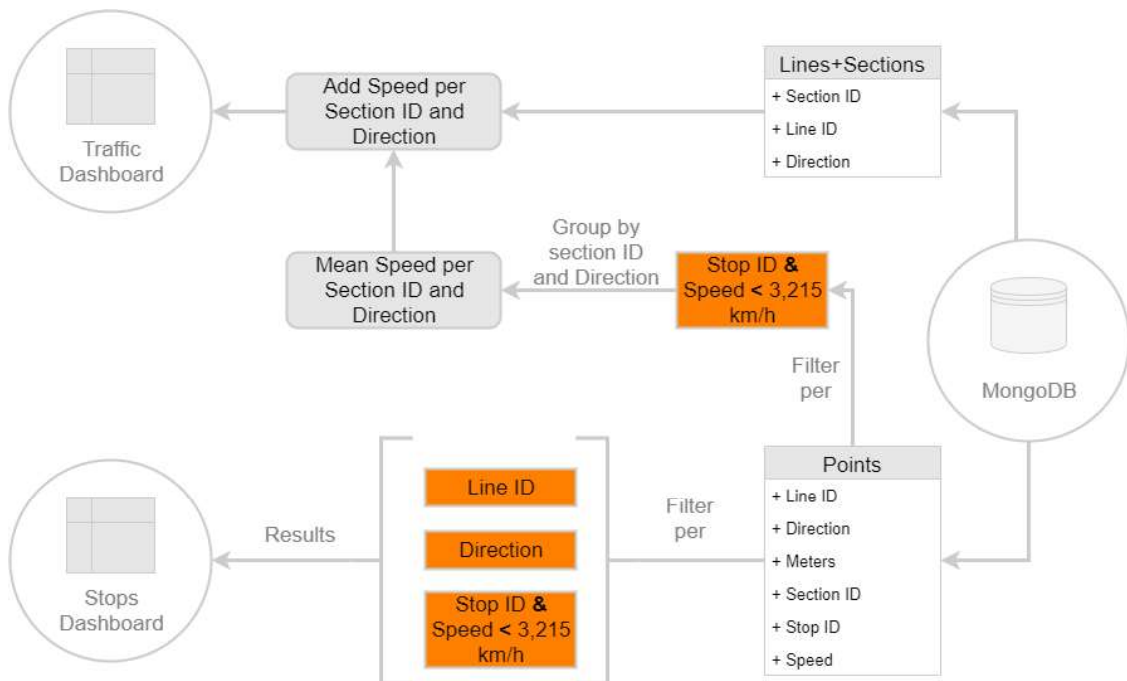 Traffic
Dashboard
Add Speed per
Section ID and
Direction
Lines+Sections
+ Section ID
+ Line ID
+ Direction
Mean Speed per
Section ID and
Direction
Group by
section ID
and Direction
Stop ID &
Speed < 3,215
km/h
Filter
per
MongoDB
Stops
Dashboard
Results
Line ID
Direction
Stop ID &
Speed < 3,215
km/h
Filter
per
Points
+ Line ID
+ Direction
+ Meters
+ Section ID
+ Stop ID
+ Speed